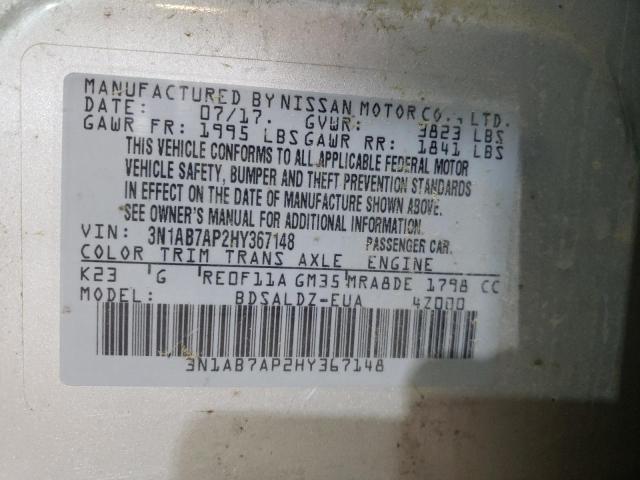 MANUFACTURED BY NISSAN MOTOR CO., LTD.
DATE: 07/17. GVWR: 3823 LBS
GAWR FR: 1995 LBS GAWR RR: 1841 LBS
THIS VEHICLE CONFORMS TO ALL APPLICABLE FEDERAL MOTOR
VEHICLE SAFETY, BUMPER AND THEFT PREVENTION STANDARDS
IN EFFECT ON THE DATE OF MANUFACTURE SHOWN ABOVE.
SEE OWNER'S MANUAL FOR ADDITIONAL INFORMATION.
VIN: 3N1AB7AP2HY367148 PASSENGER CAR.
COLOR TRIM TRANS AXLE ENGINE
K23 G RE0F11A GM35 MRA8DE 1798 CC
MODEL: BDSALDZ-EUA 4Z000
3N1AB7AP2HY367148